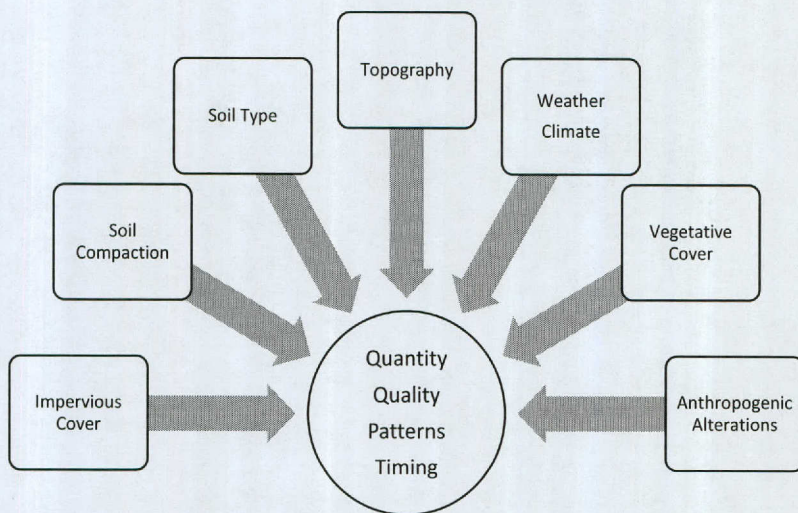 Topography
Soil Type
Weather
Climate
Soil
Compaction
Vegetative
Cover
Impervious
Cover
Quantity
Quality
Patterns
Timing
Anthropogenic
Alterations